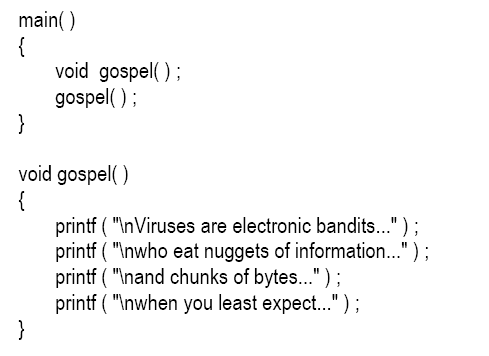 main( )
{
void gospel( ) ;
gospel( ) ;
}
void gospel( )
{
printf ( "\nViruses are electronic bandits..." ) ;
printf ( "\nwho eat nuggets of information..." ) ;
printf ( "\nand chunks of bytes..." ) ;
printf ( "\nwhen you least expect..." ) ;
}